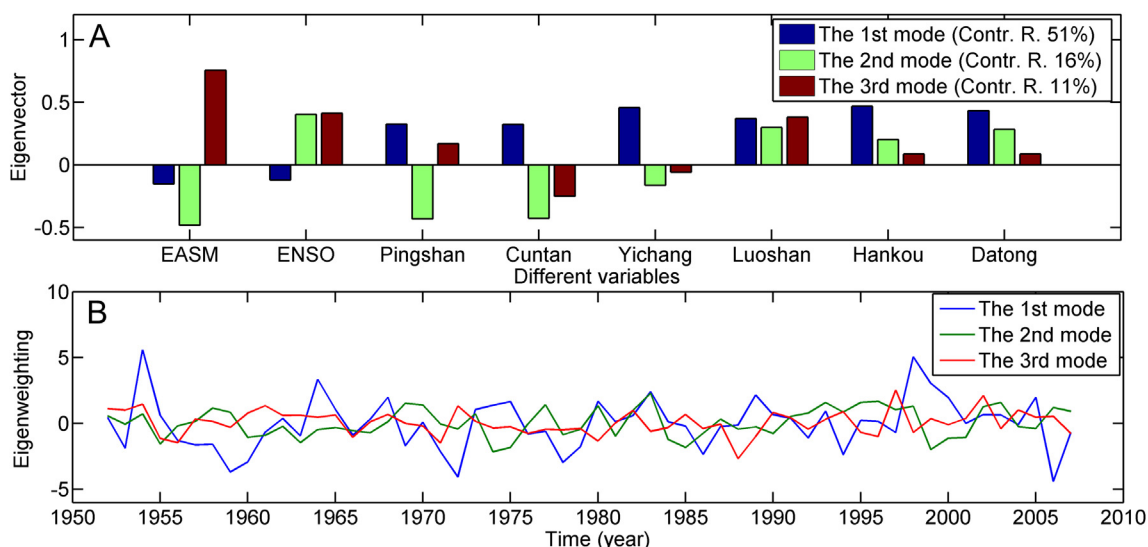 A
The 1st mode (Contr. R. 51%)
The 2nd mode (Contr. R. 16%)
The 3rd mode (Contr. R. 11%)
1
0.5
0
-0.5
Eigenvector
EASM ENSO Pingshan Cuntan Yichang Luoshan Hankou Datong
Different variables
B
The 1st mode
The 2nd mode
The 3rd mode
10
5
0
-5
Eigenweighting
1950 1955 1960 1965 1970 1975 1980 1985 1990 1995 2000 2005 2010
Time (year)